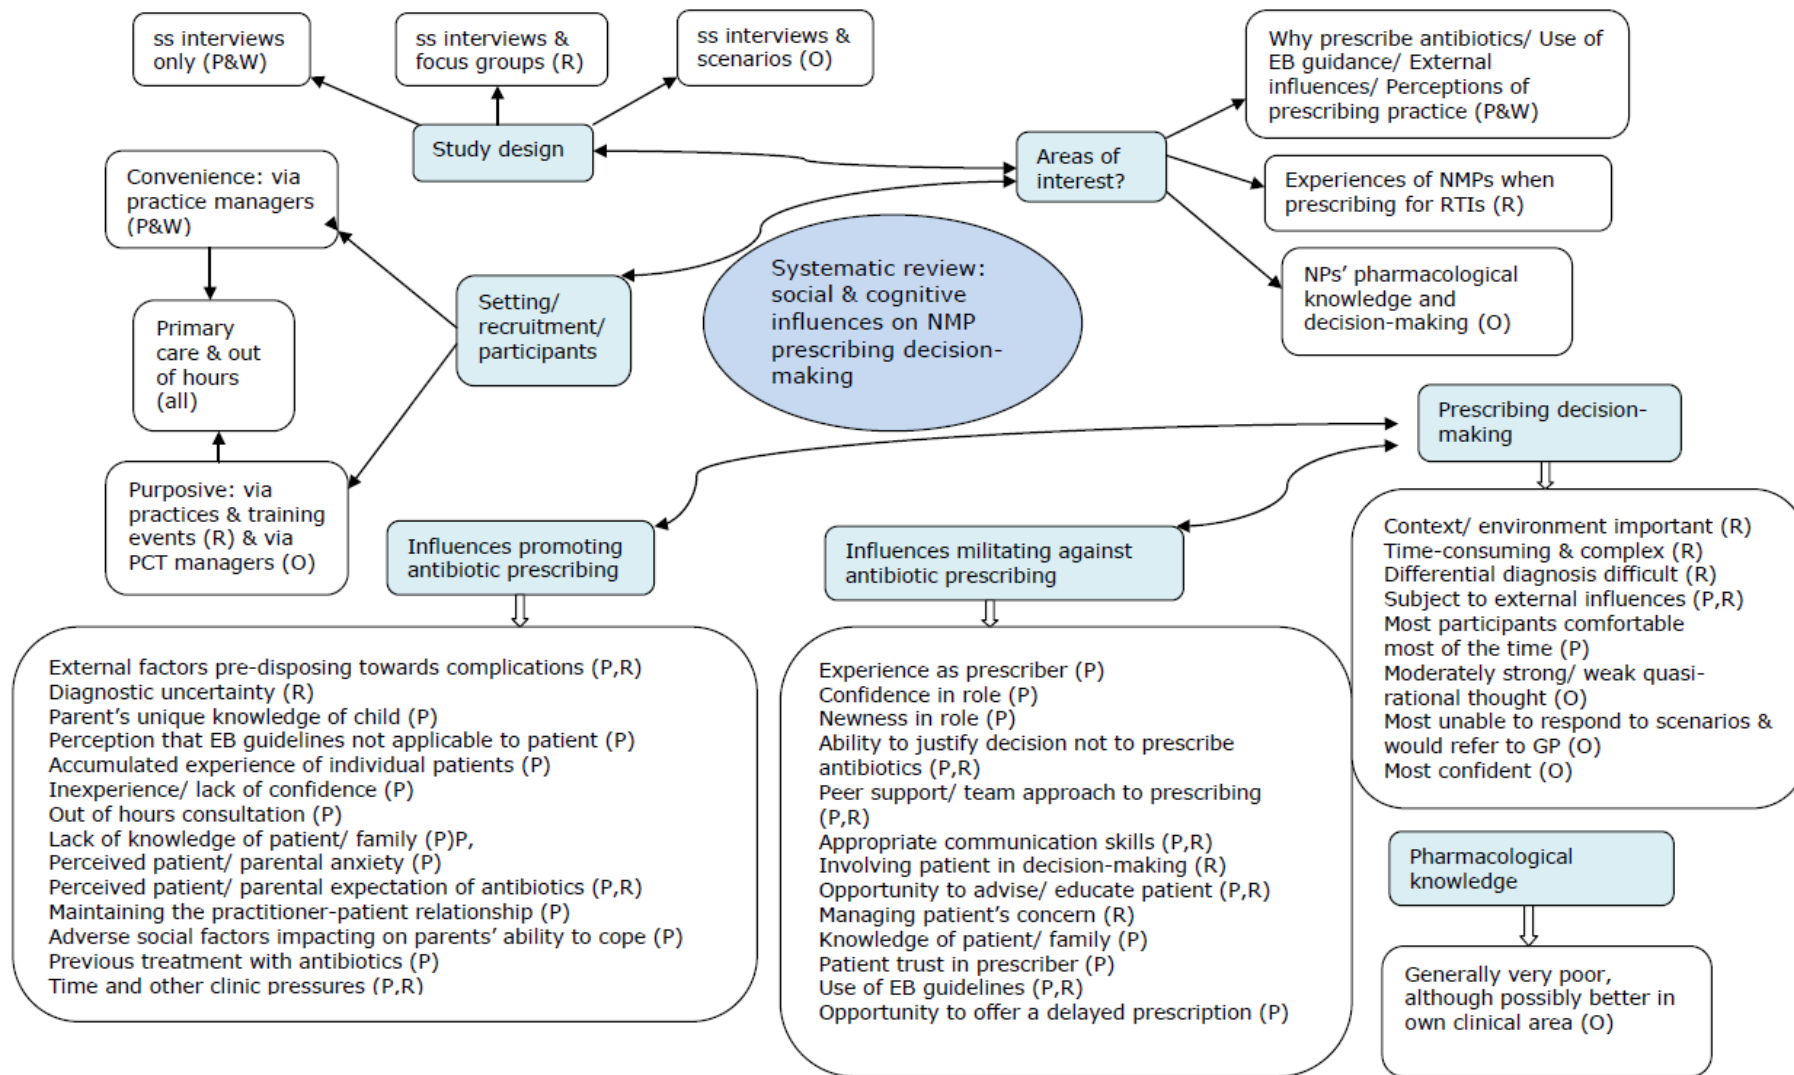 ss interviews
only (P&W)
ss interviews &
focus groups (R)
ss interviews &
scenarios (O)
Why prescribe antibiotics/ Use of
EB guidance/ External
influences/ Perceptions of
prescribing practice (P&W)
Study design
Areas of
interest?
Convenience: via
practice managers
(P&W)
Experiences of NMPs when
prescribing for RTIs (R)
Setting/
recruitment/
participants
Systematic review:
social & cognitive
influences on NMP
prescribing decision-
making
NPs’ pharmacological
knowledge and
decision-making (O)
Primary
care & out
of hours
(all)
Prescribing decision-
making
Purposive: via
practices & training
events (R) & via
PCT managers (O)
Influences promoting
antibiotic prescribing
Influences militating against
antibiotic prescribing
Context/ environment important (R)
Time-consuming & complex (R)
Differential diagnosis difficult (R)
Subject to external influences (P,R)
Most participants comfortable
most of the time (P)
Moderately strong/ weak quasi-
rational thought (O)
Most unable to respond to scenarios &
would refer to GP (O)
Most confident (O)
External factors pre-disposing towards complications (P,R)
Diagnostic uncertainty (R)
Parent’s unique knowledge of child (P)
Perception that EB guidelines not applicable to patient (P)
Accumulated experience of individual patients (P)
Inexperience/ lack of confidence (P)
Out of hours consultation (P)
Lack of knowledge of patient/ family (P)P,
Perceived patient/ parental anxiety (P)
Perceived patient/ parental expectation of antibiotics (P,R)
Maintaining the practitioner-patient relationship (P)
Adverse social factors impacting on parents’ ability to cope (P)
Previous treatment with antibiotics (P)
Time and other clinic pressures (P,R)
Experience as prescriber (P)
Confidence in role (P)
Newness in role (P)
Ability to justify decision not to prescribe
antibiotics (P,R)
Peer support/ team approach to prescribing
(P,R)
Appropriate communication skills (P,R)
Involving patient in decision-making (R)
Opportunity to advise/ educate patient (P,R)
Managing patient’s concern (R)
Knowledge of patient/ family (P)
Patient trust in prescriber (P)
Use of EB guidelines (P,R)
Opportunity to offer a delayed prescription (P)
Pharmacological
knowledge
Generally very poor,
although possibly better in
own clinical area (O)